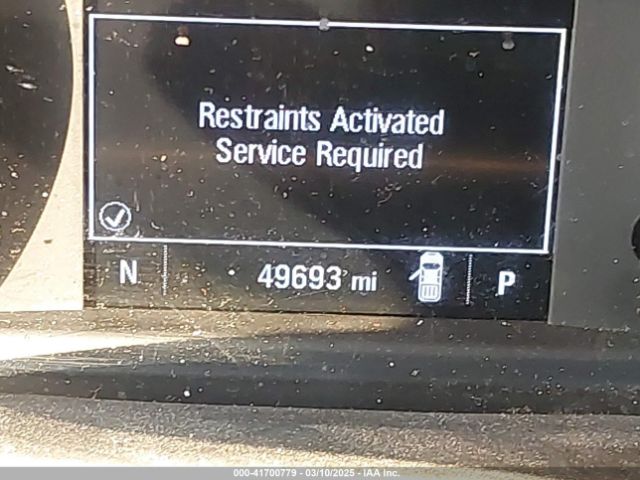 Restraints Activated
Service Required
N 49693 mi P
000-41700779 - 03/10/2025 - IAA Inc.